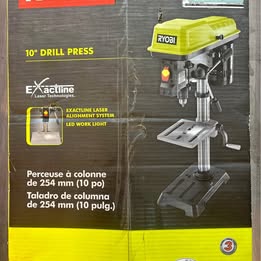 10" DRILL PRESS
RYOBI
EXactline
Laser Technologies.
EXACTLINE LASER
ALIGNMENT SYSTEM
LED WORK LIGHT
Perceuse à colonne
de 254 mm (10 po)
Taladro de columna
de 254 mm (10 pulg.)
3